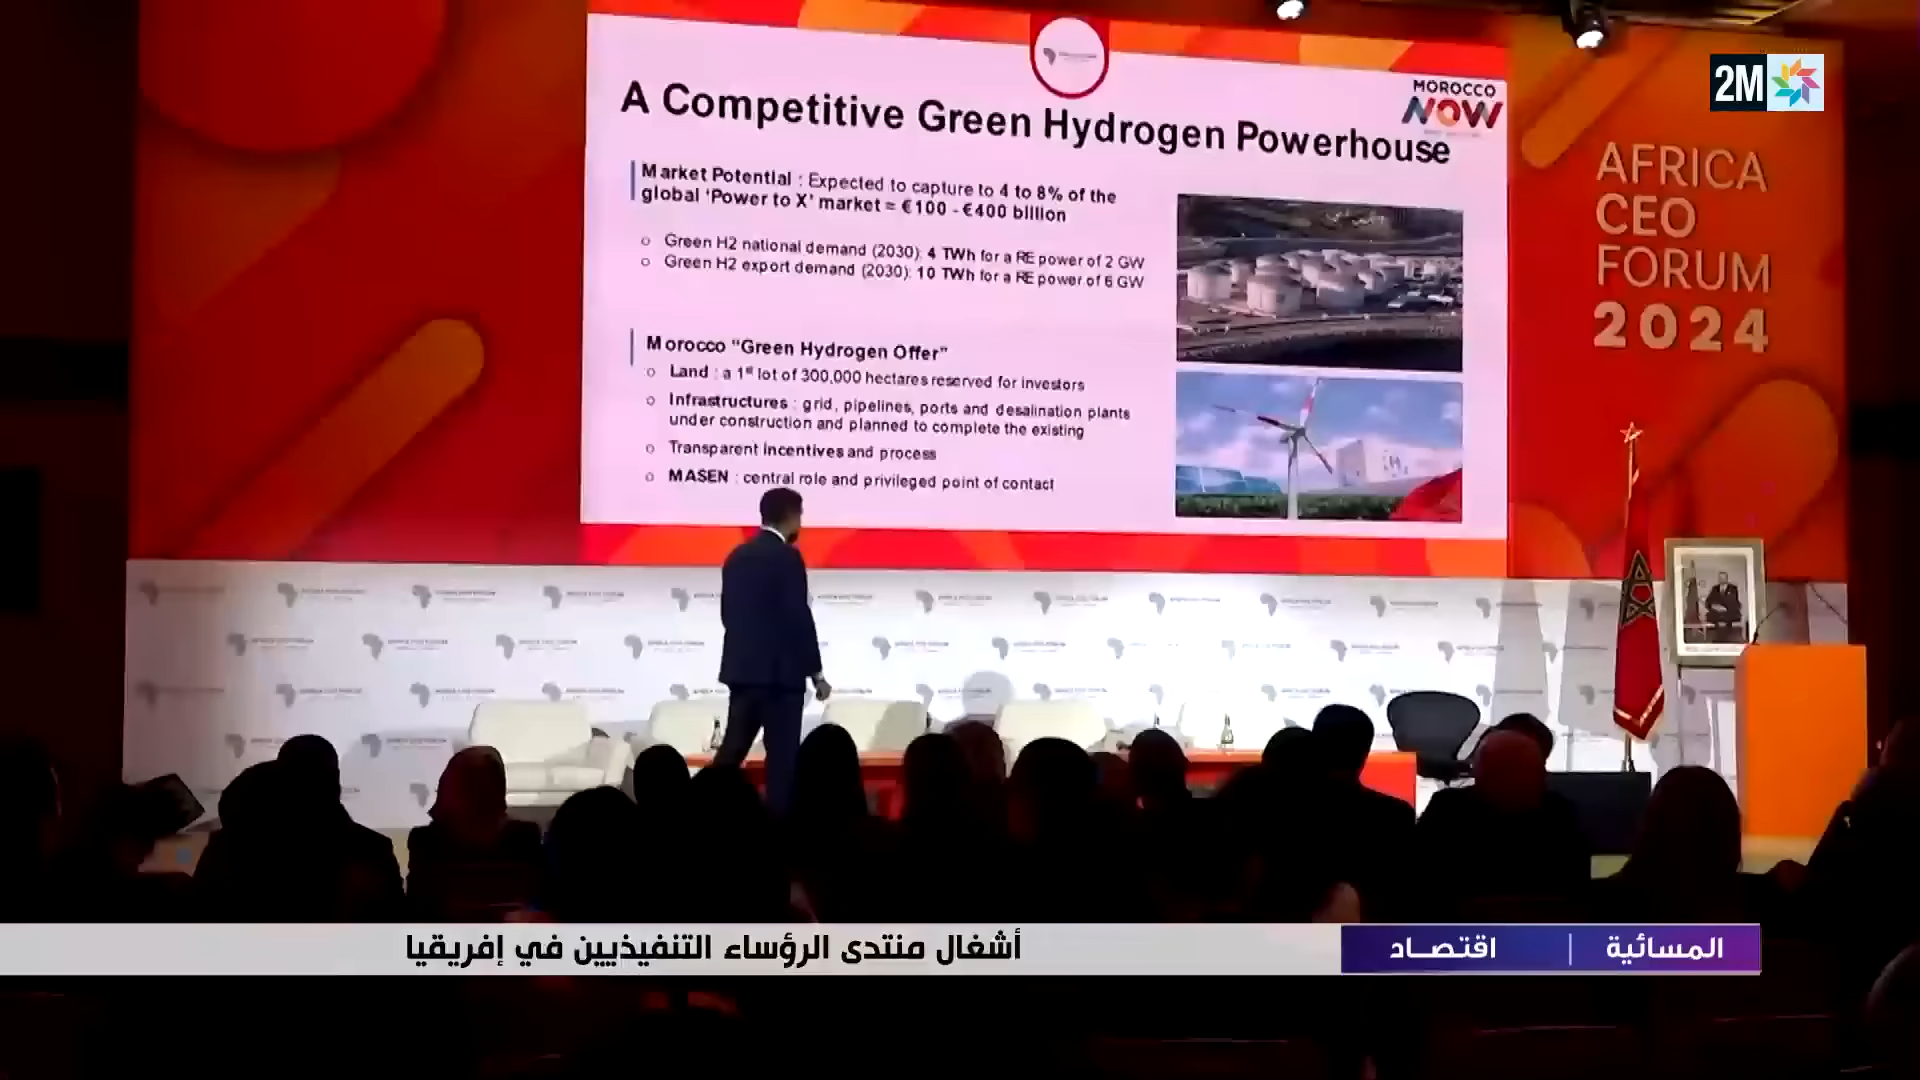 2M
MOROCCO
NOW
A Competitive Green Hydrogen Powerhouse
Market Potential : Expected to capture to 4 to 8% of the
global ‘Power to X’ market = €100 - €400 billion
o Green H2 national demand (2030): 4 TWh for a RE power of 2 GW
o Green H2 export demand (2030): 10 TWh for a RE power of 6 GW
Morocco "Green Hydrogen Offer"
o Land : a 1st lot of 300,000 hectares reserved for investors
o Infrastructures : grid, pipelines, ports and desalination plants
under construction and planned to complete the existing
o Transparent incentives and process
o MASEN : central role and privileged point of contact
AFRICA
CEO
FORUM
2024
المسائية | اقتصاد
أشغال منتدى الرؤساء التنفيذيين في إفريقيا